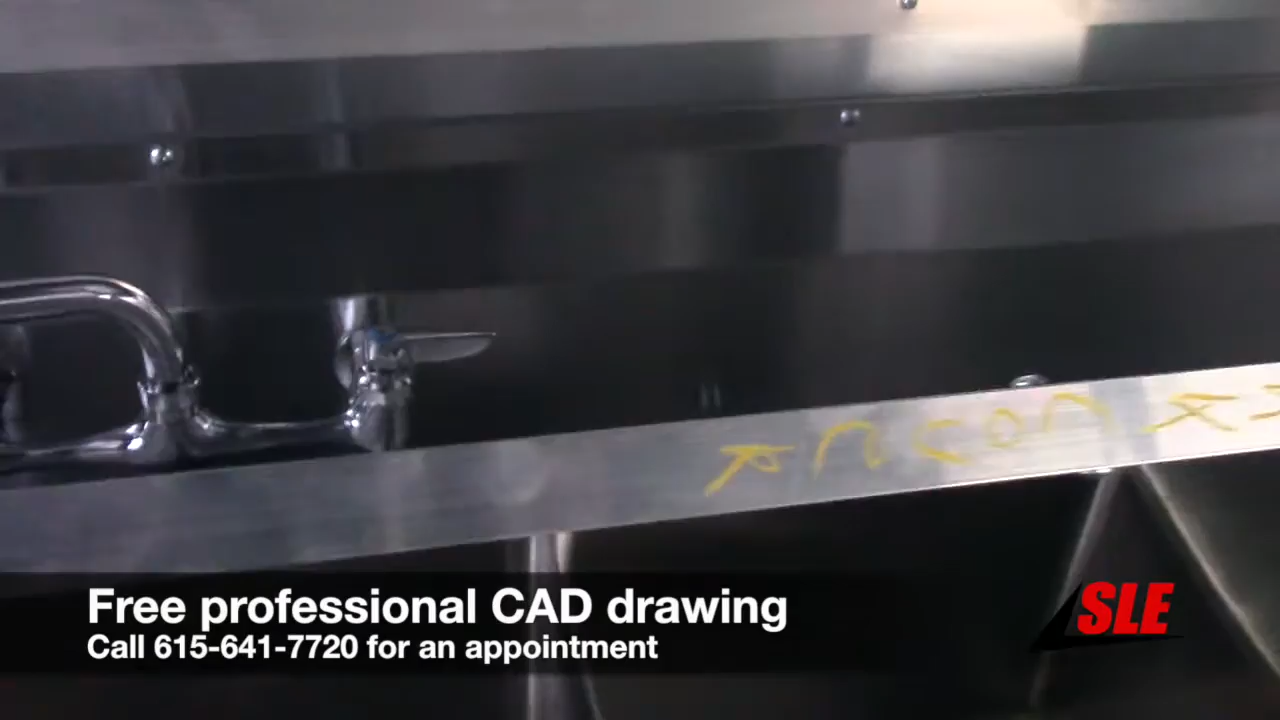 Free professional CAD drawing
Call 615-641-7720 for an appointment
SLE